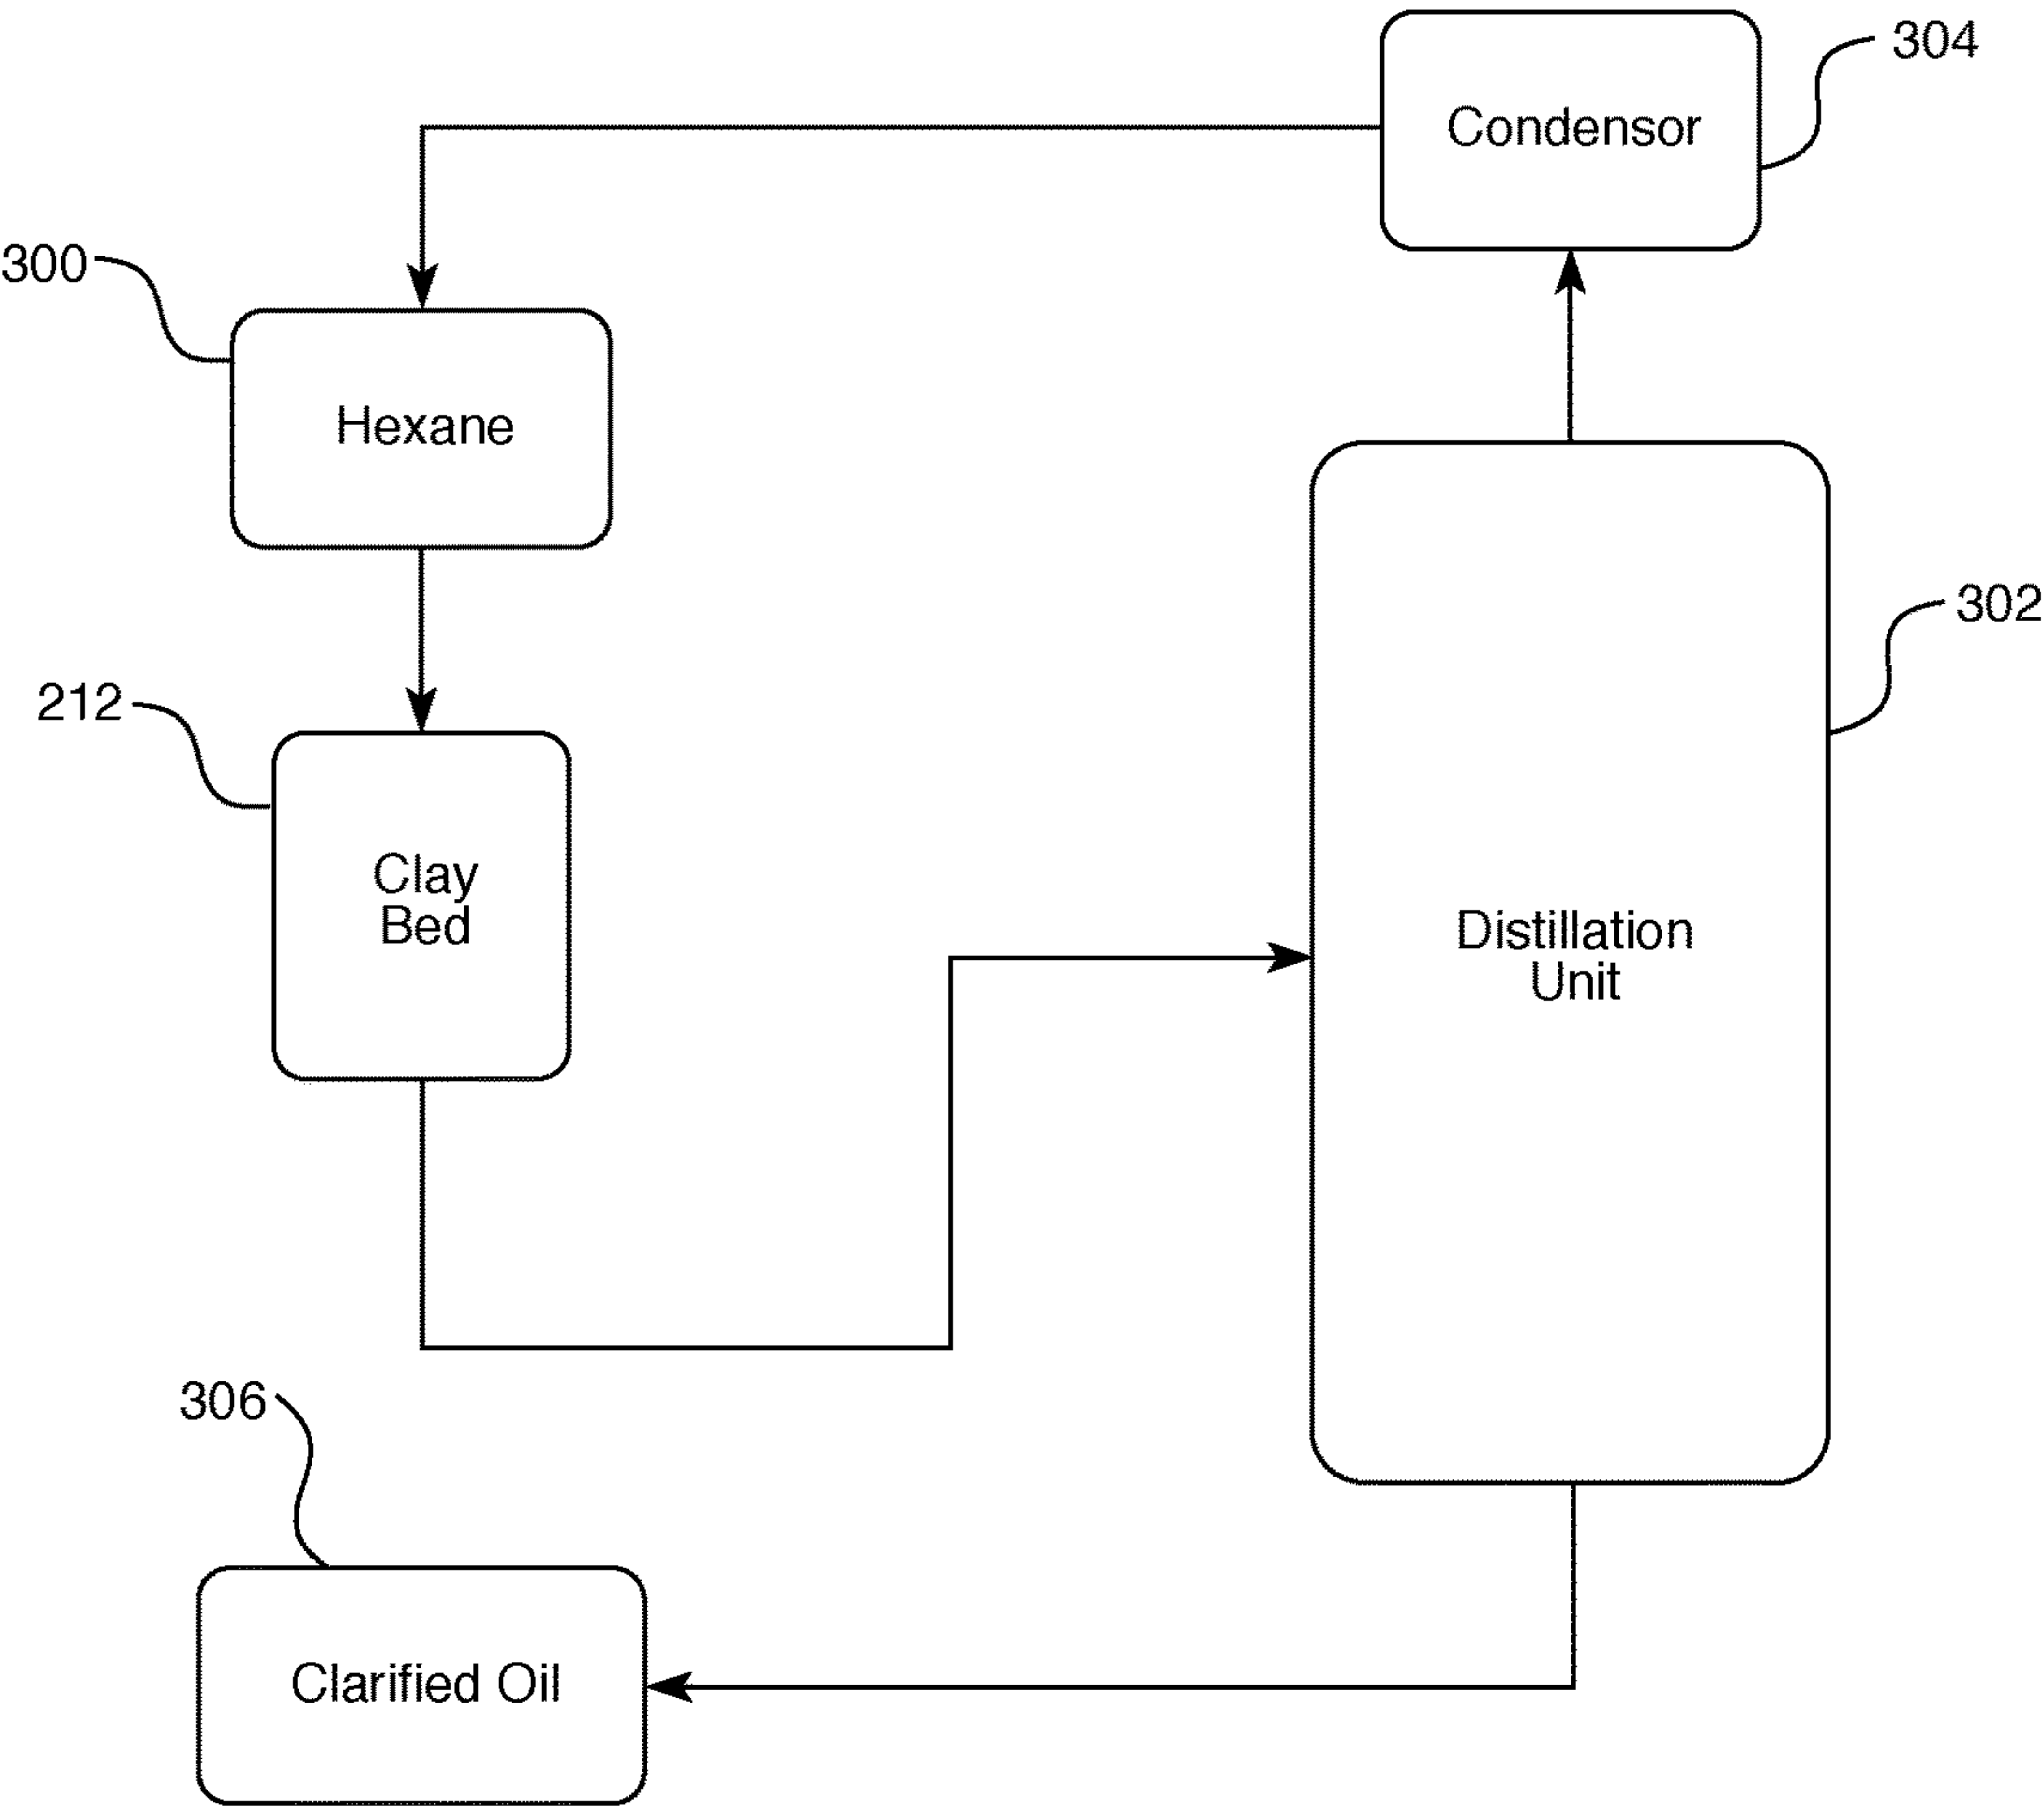 304
Condensor
300
Hexane
302
212
Clay
Bed
Distillation
Unit
306
Clarified Oil